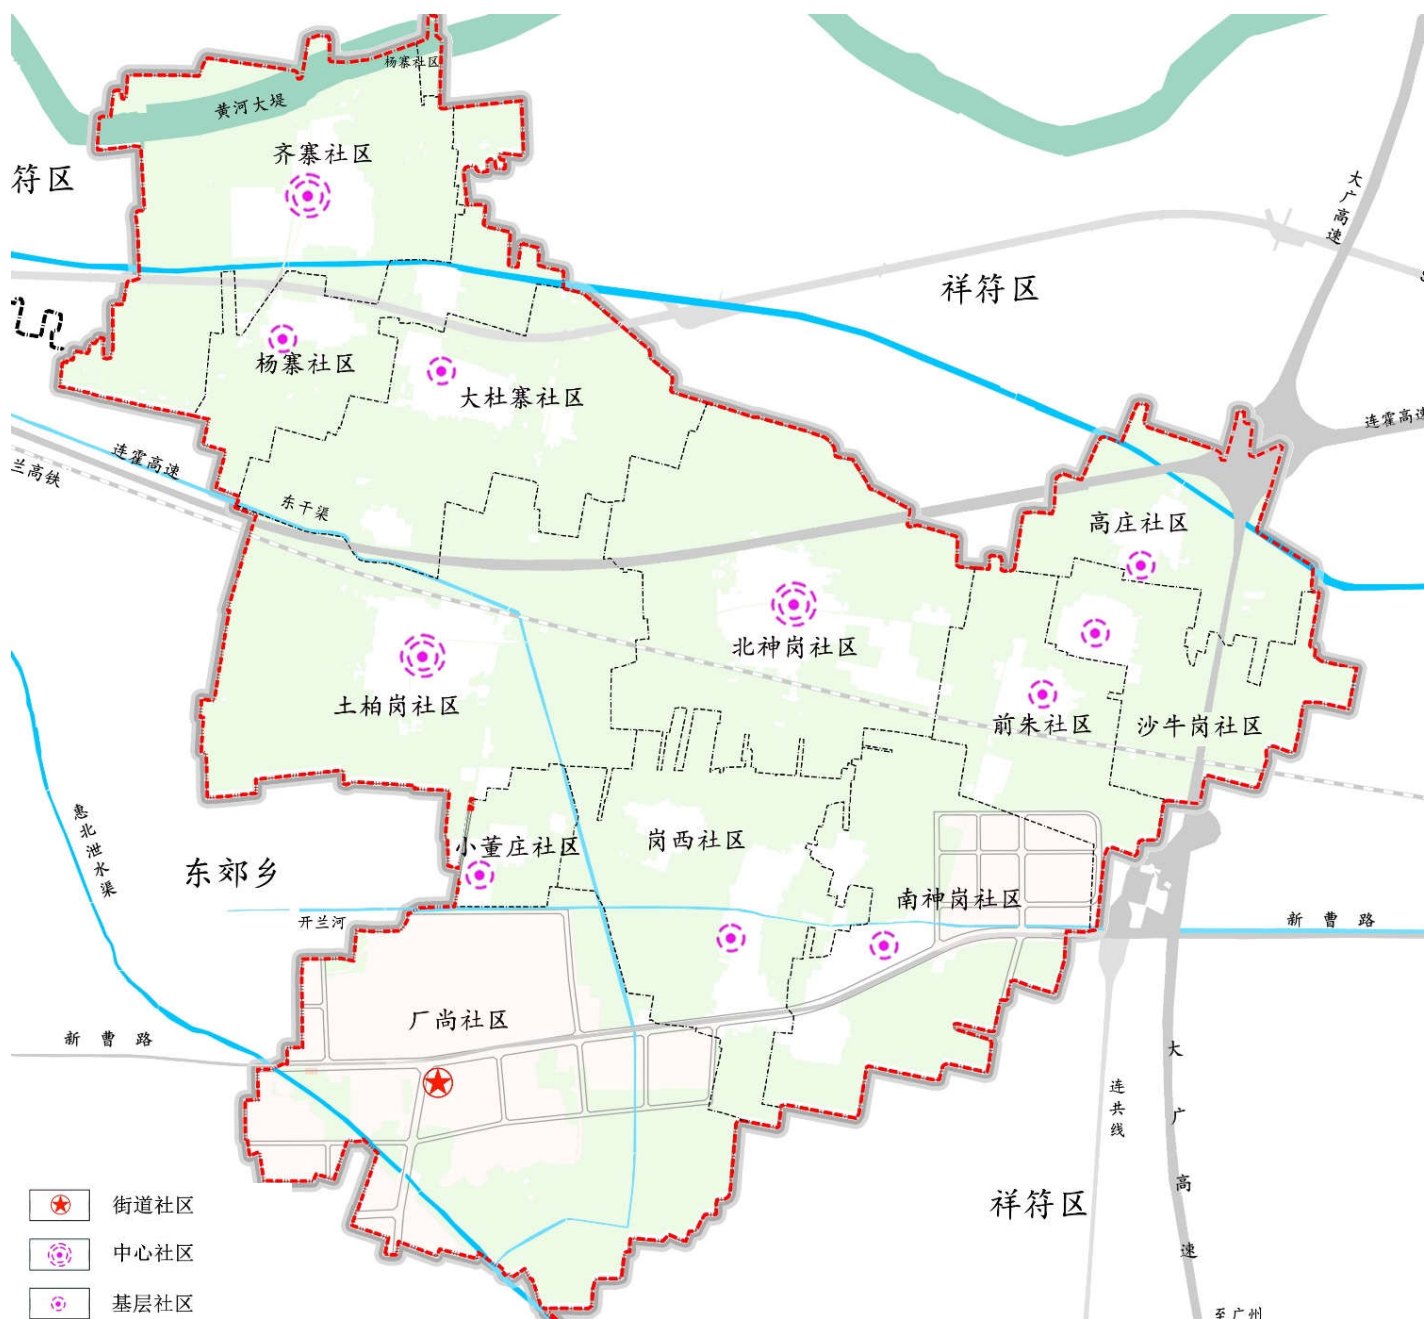 杨寨社区
黄河大堤
齐寨社区
符区
大广高速
祥符区
杨寨社区
大杜寨社区
连霍高速
连霍高速
兰高铁
东干渠
高庄社区
北神岗社区
土柏岗社区
前朱社区
沙牛岗社区
惠北泄水渠
小董庄社区
岗西社区
东郊乡
南神岗社区
开兰河
新曹路
厂尚社区
新曹路
大广高速
连共线
祥符区
街道社区
中心社区
基层社区
至广州